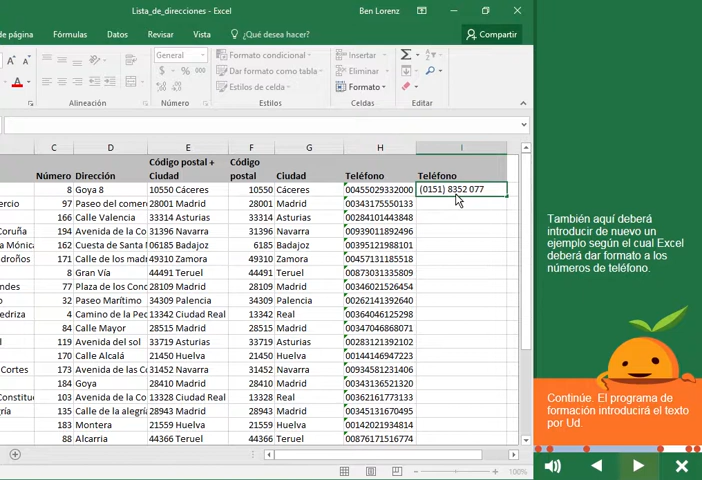 Lista_de_direcciones - Excel
Ben Lorenz
de página Fórmulas Datos Revisar Vista ¿Qué desea hacer? Compartir
General
Formato condicional
Dar formato como tabla
Estilos de celda
Insertar
Eliminar
Formato
Alineación Número Estilos Celdas Editar
C D E F G H I
Número Dirección Código postal + Ciudad Código postal Ciudad Teléfono Teléfono
8 Goya 8 10550 Cáceres 10550 Cáceres 00455029332000 (0151) 8352 077
ercio 97 Paseo del comer 28001 Madrid 28001 Madrid 00343175550133
166 Calle Valencia 33314 Asturias 33314 Asturias 00284101443848
Coruña 194 Avenida de la Co 31396 Navarra 31396 Navarra 00939011892496
a Mónica 162 Cuesta de Santa 06185 Badajoz 6185 Badajoz 00395121988101
droños 171 Calle de los mad 49310 Zamora 49310 Zamora 00457131185518
8 Gran Vía 44491 Teruel 44491 Teruel 00873031335809
ndes 77 Plaza de los Cond 28109 Madrid 28109 Madrid 00346021526454
32 Paseo Marítimo 34309 Palencia 34309 Palencia 00262141392640
edriza 4 Camino de la Ped 13342 Ciudad Real 13342 Real 00364046125298
84 Calle Mayor 28515 Madrid 28515 Madrid 00347046868071
119 Avenida del sol 33719 Asturias 33719 Asturias 00283123392102
170 Calle Alcalá 21450 Huelva 21450 Huelva 00144146947223
Cortes 173 Avenida de las Co 31452 Navarra 31452 Navarra 00934581231406
184 Goya 28410 Madrid 28410 Madrid 00343136521320
Constituc 103 Avenida de la Co 13328 Ciudad Real 13328 Real 00362161773133
gría 135 Calle de la alegría 28943 Madrid 28943 Madrid 00345131670495
183 Montera 21559 Huelva 21559 Huelva 00142021934814
88 Alcarria 44366 Teruel 44366 Teruel 00876171516774
100%
También aquí deberá
introducir de nuevo un
ejemplo según el cual Excel
deberá dar formato a los
números de teléfono.
Continúe. El programa de
formación introducirá el texto
por Ud.